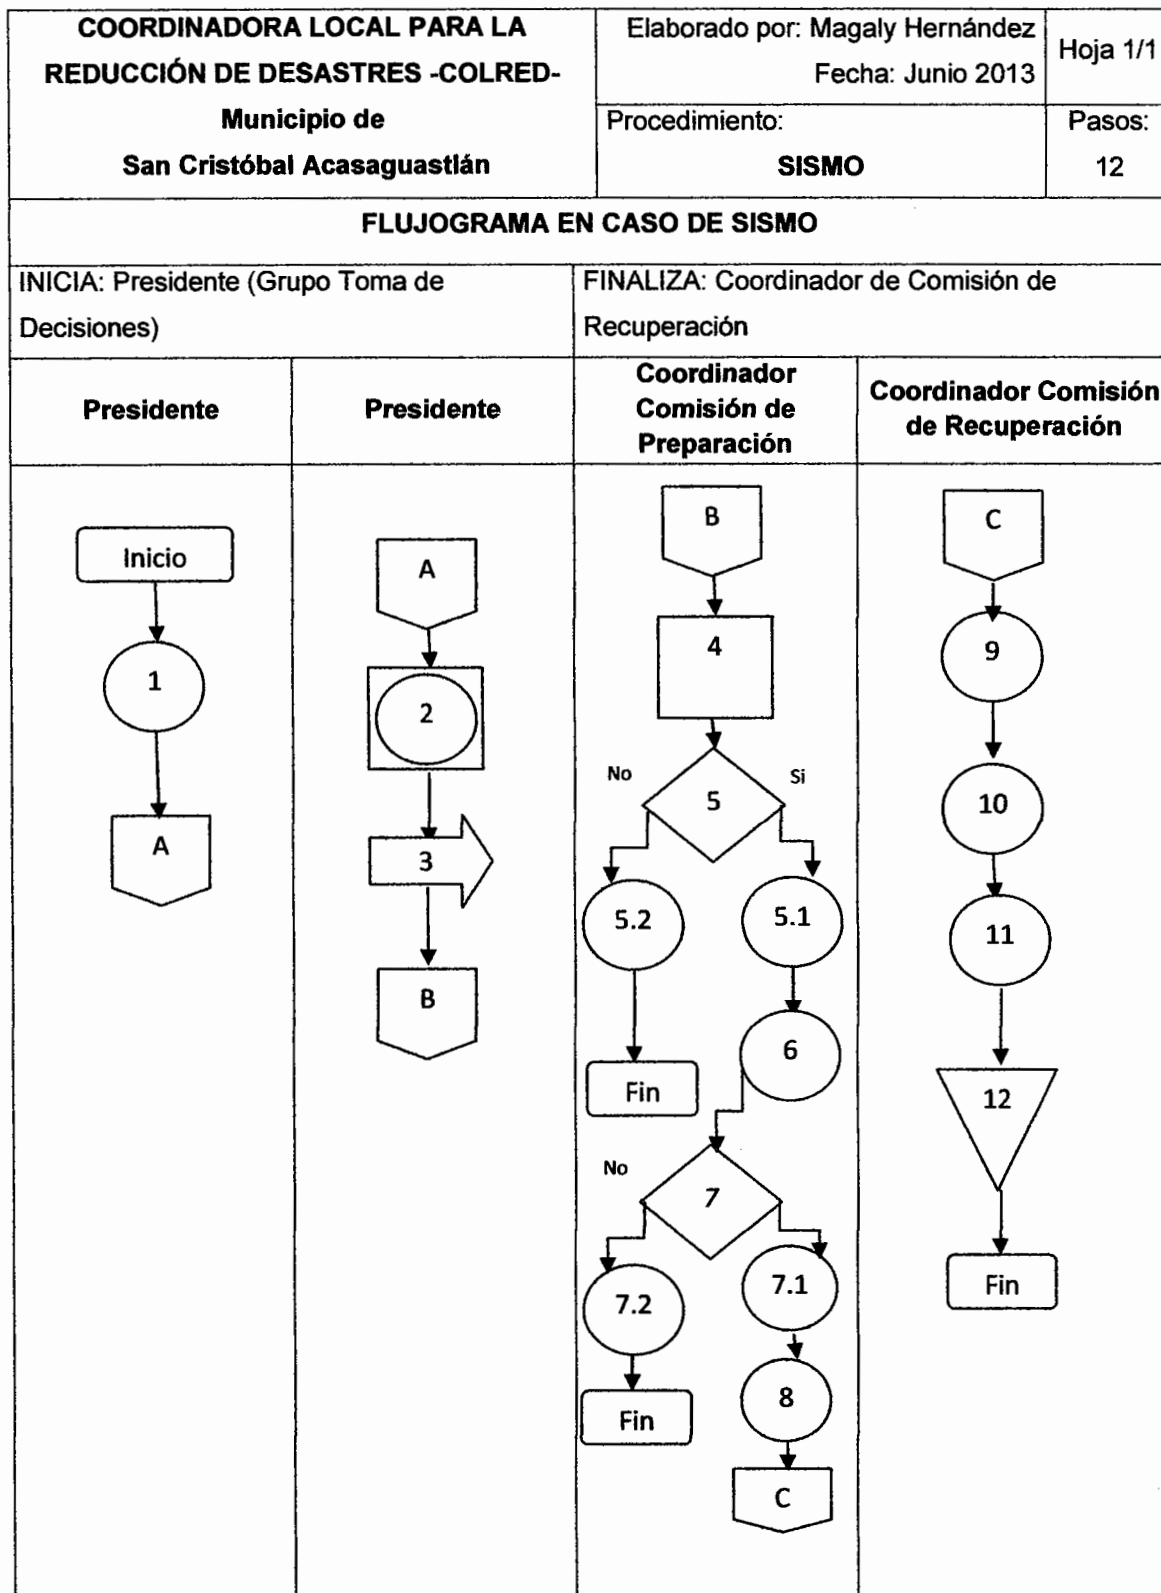 COORDINADORA LOCAL PARA LA
REDUCCIÓN DE DESASTRES -COLRED-
Municipio de
San Cristóbal Acasaguastlán
Elaborado por: Magaly Hernández
Fecha: Junio 2013
Hoja 1/1
Procedimiento:
SISMO
Pasos:
12
FLUJOGRAMA EN CASO DE SISMO
INICIA: Presidente (Grupo Toma de
Decisiones)
FINALIZA: Coordinador de Comisión de
Recuperación
Presidente
Presidente
Coordinador
Comisión de
Preparación
Coordinador Comisión
de Recuperación
Inicio
1
A
A
2
3
B
B
4
5
No
Si
5.2
5.1
Fin
6
No
7
7.2
7.1
Fin
8
C
C
9
10
11
12
Fin